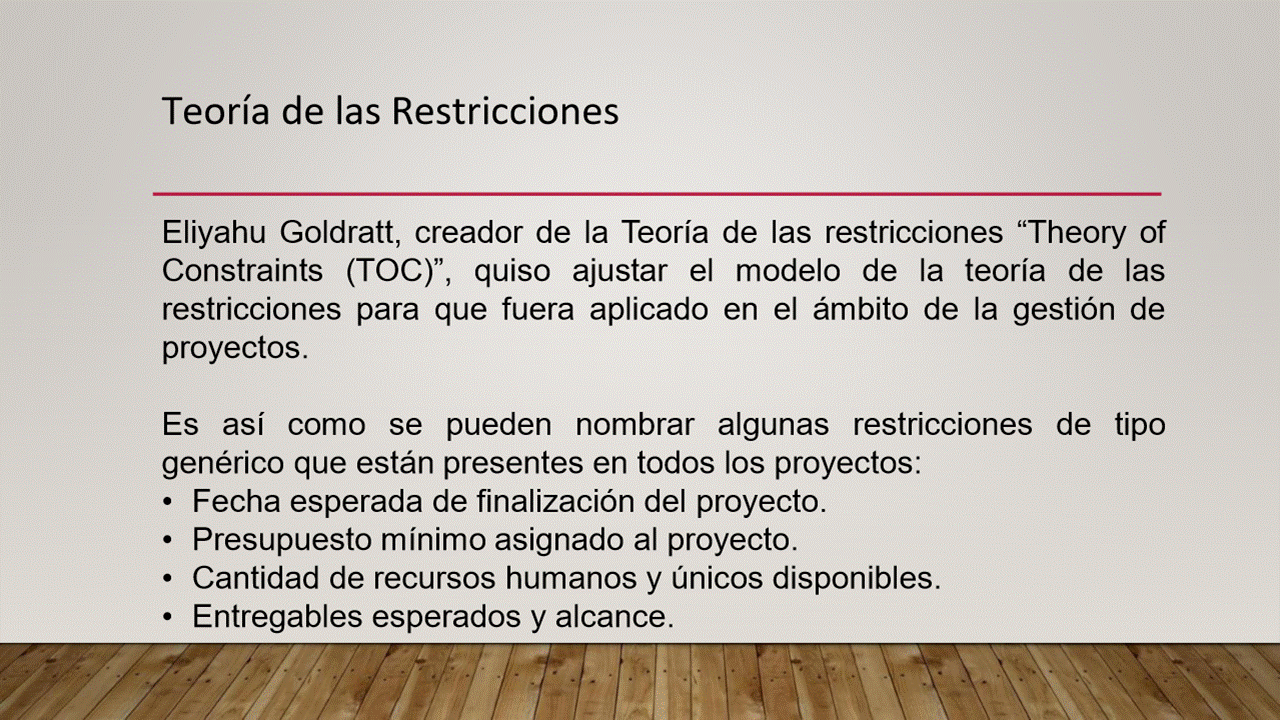 Teoría de las Restricciones
Eliyahu Goldratt, creador de la Teoría de las restricciones “Theory of
Constraints (TOC)”, quiso ajustar el modelo de la teoría de las
restricciones para que fuera aplicado en el ámbito de la gestión de
proyectos.
Es así como se pueden nombrar algunas restricciones de tipo
genérico que están presentes en todos los proyectos:
• Fecha esperada de finalización del proyecto.
• Presupuesto mínimo asignado al proyecto.
• Cantidad de recursos humanos y únicos disponibles.
• Entregables esperados y alcance.